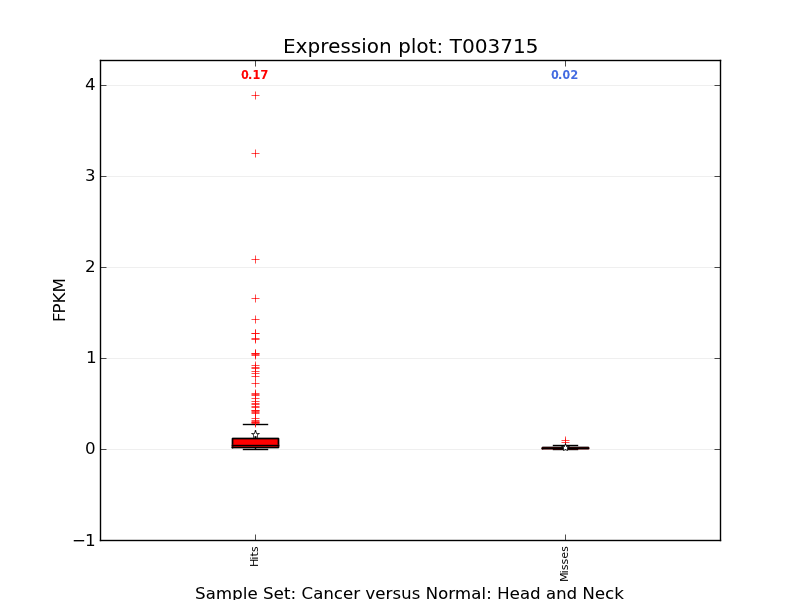 Expression plot: T003715
0.17
0.02
4
3
2
1
0
−1
FPKM
Hits
Misses
Sample Set: Cancer versus Normal: Head and Neck